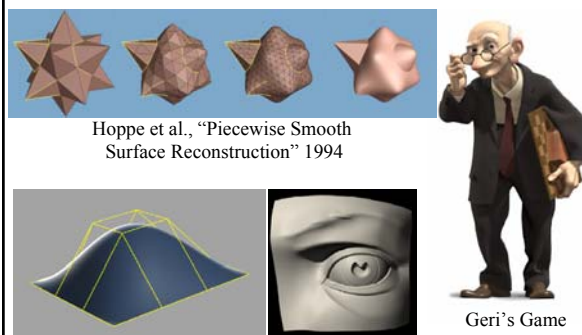 Hoppe et al., “Piecewise Smooth
Surface Reconstruction” 1994
Geri’s Game